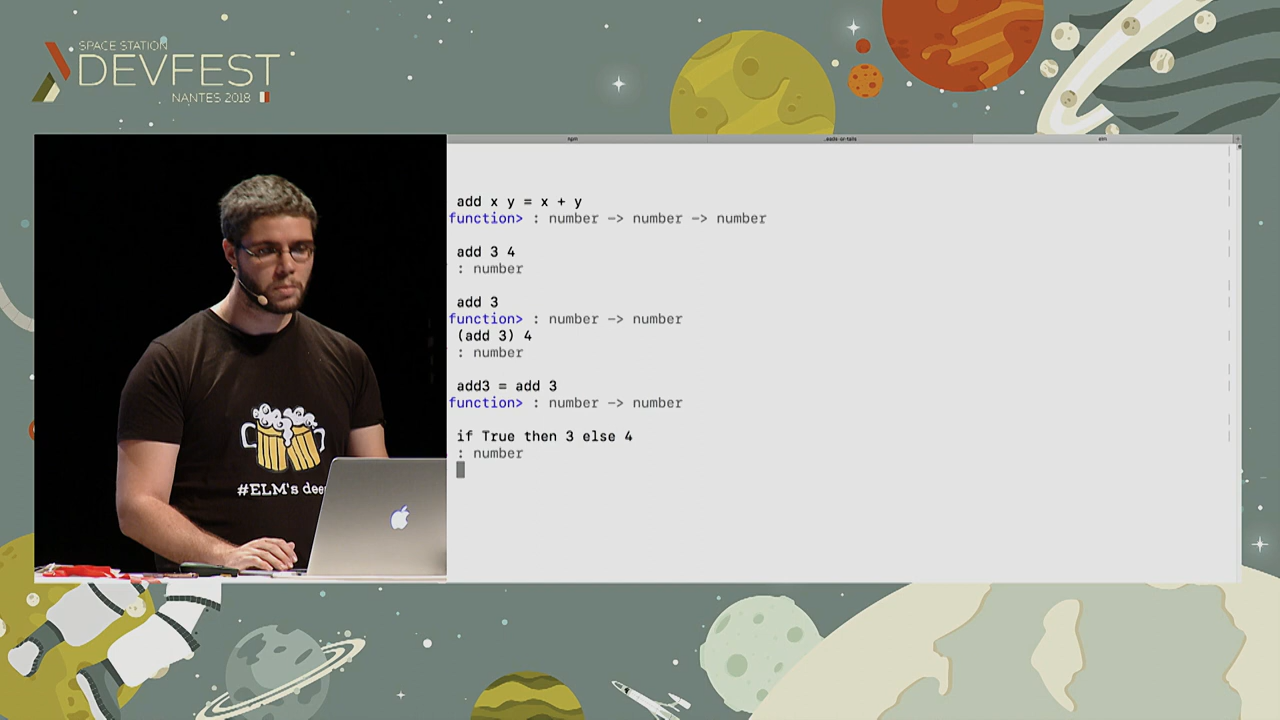 SPACE STATION
DEVFEST
NANTES 2018
npm
elm
add x y = x + y
function> : number -> number -> number
add 3 4
: number
add 3
function> : number -> number
(add 3) 4
: number
add3 = add 3
function> : number -> number
if True then 3 else 4
: number
#ELM's dee